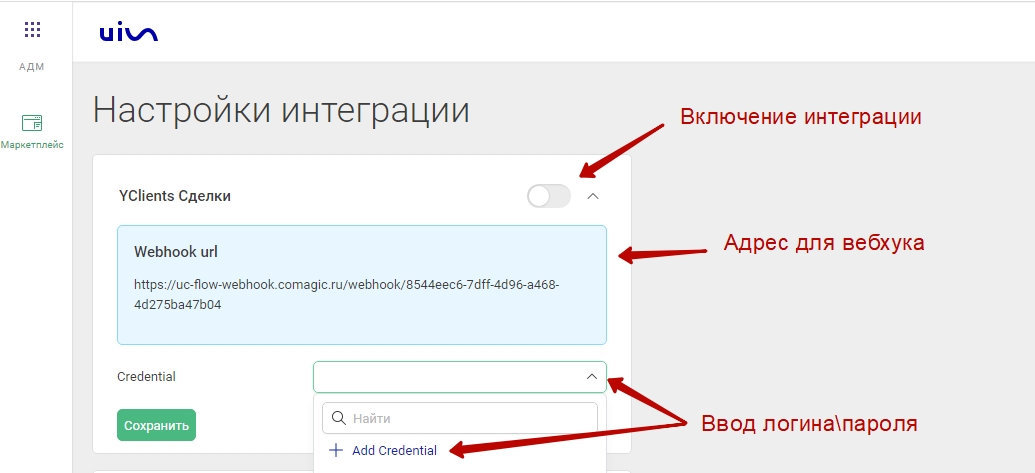 uis
АДМ
Маркетплейс
Настройки интеграции
Включение интеграции
YClients Сделки
Webhook url
https://uc-flow-webhook.comagic.ru/webhook/8544eec6-7dff-4d96-a468-
4d275ba47b04
Адрес для вебхука
Credential
Найти
Сохранить
Add Credential
Ввод логина\пароля